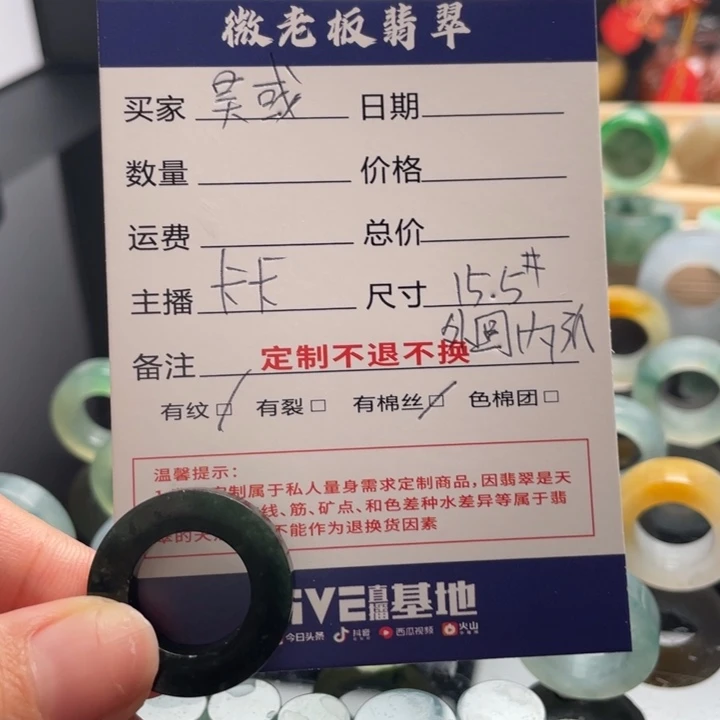 微老板翡翠
买家 吴彧 日期
数量 价格
运费 总价
主播 卡卡 尺寸 15.5#
外圆内扒
备注 定制不退不换
有纹□ 有裂□ 有棉丝□ 色棉团□
温馨提示:
定制属于私人量身需求定制商品,因翡翠是天
线、筋、矿点、和色差种水差异等属于翡
不能作为退换货因素
iVE直播基地
今日头条 抖音 西瓜视频 火山